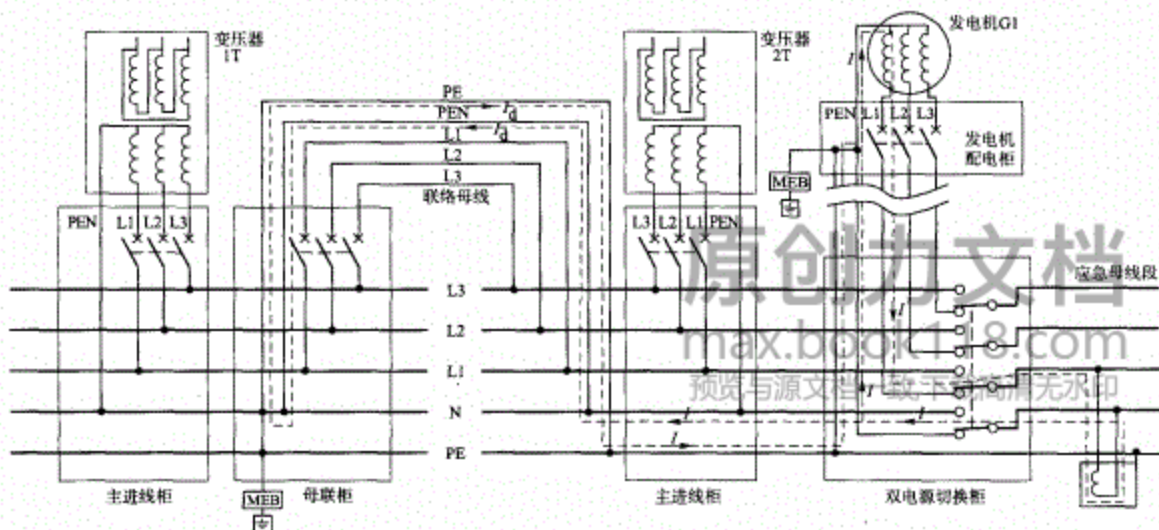 变压器
1T
变压器
2T
发电机G1
I
PE
I d
PEN
I d
L1
L2
L3
联络母线
PEN
L1
L2
L3
发电机
配电柜
MEB
PEN
L1
L2
L3
L3
L2
L1
PEN
原创力文档
max.book118.com
预览与源文档一致,下载高清无水印
应急母线段
L3
I
L2
L1
I
N
I
I
PE
I
MEB
主进线柜
母联柜
主进线柜
双电源切换柜